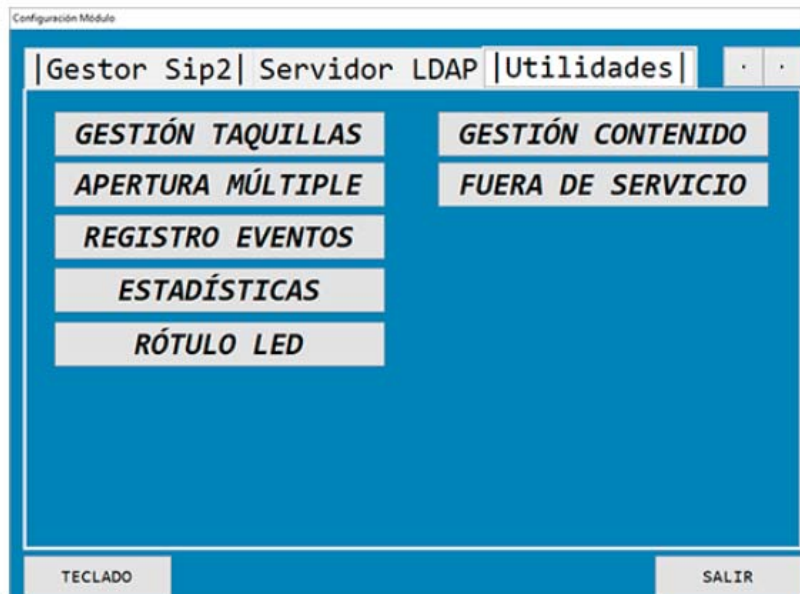 Configuración Módulo
|Gestor Sip2| Servidor LDAP |Utilidades|
GESTIÓN TAQUILLAS
GESTIÓN CONTENIDO
APERTURA MÚLTIPLE
FUERA DE SERVICIO
REGISTRO EVENTOS
ESTADÍSTICAS
RÓTULO LED
TECLADO
SALIR